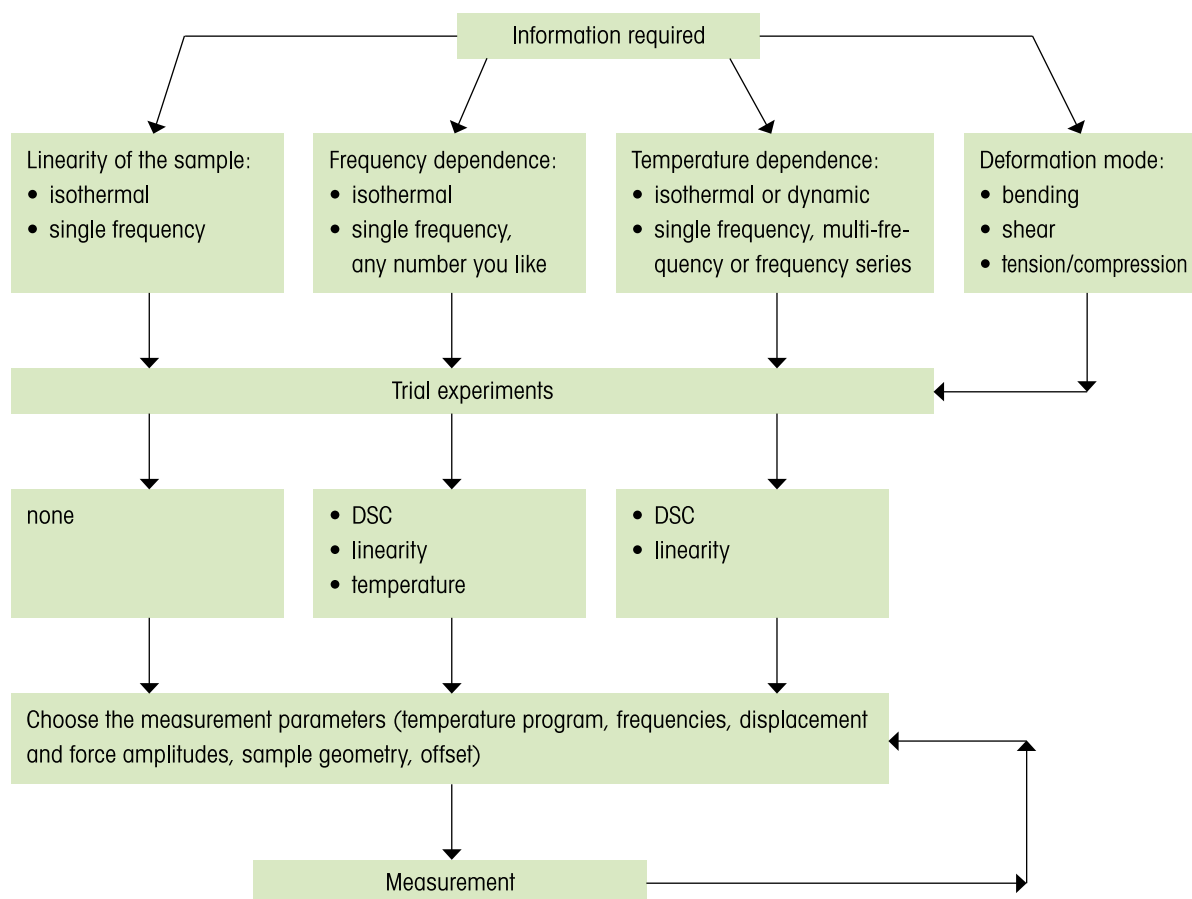 Information required
Linearity of the sample:
• isothermal
• single frequency
Frequency dependence:
• isothermal
• single frequency,
any number you like
Temperature dependence:
• isothermal or dynamic
• single frequency, multi-fre-
quency or frequency series
Deformation mode:
• bending
• shear
• tension/compression
Trial experiments
none
• DSC
• linearity
• temperature
• DSC
• linearity
Choose the measurement parameters (temperature program, frequencies, displacement
and force amplitudes, sample geometry, offset)
Measurement